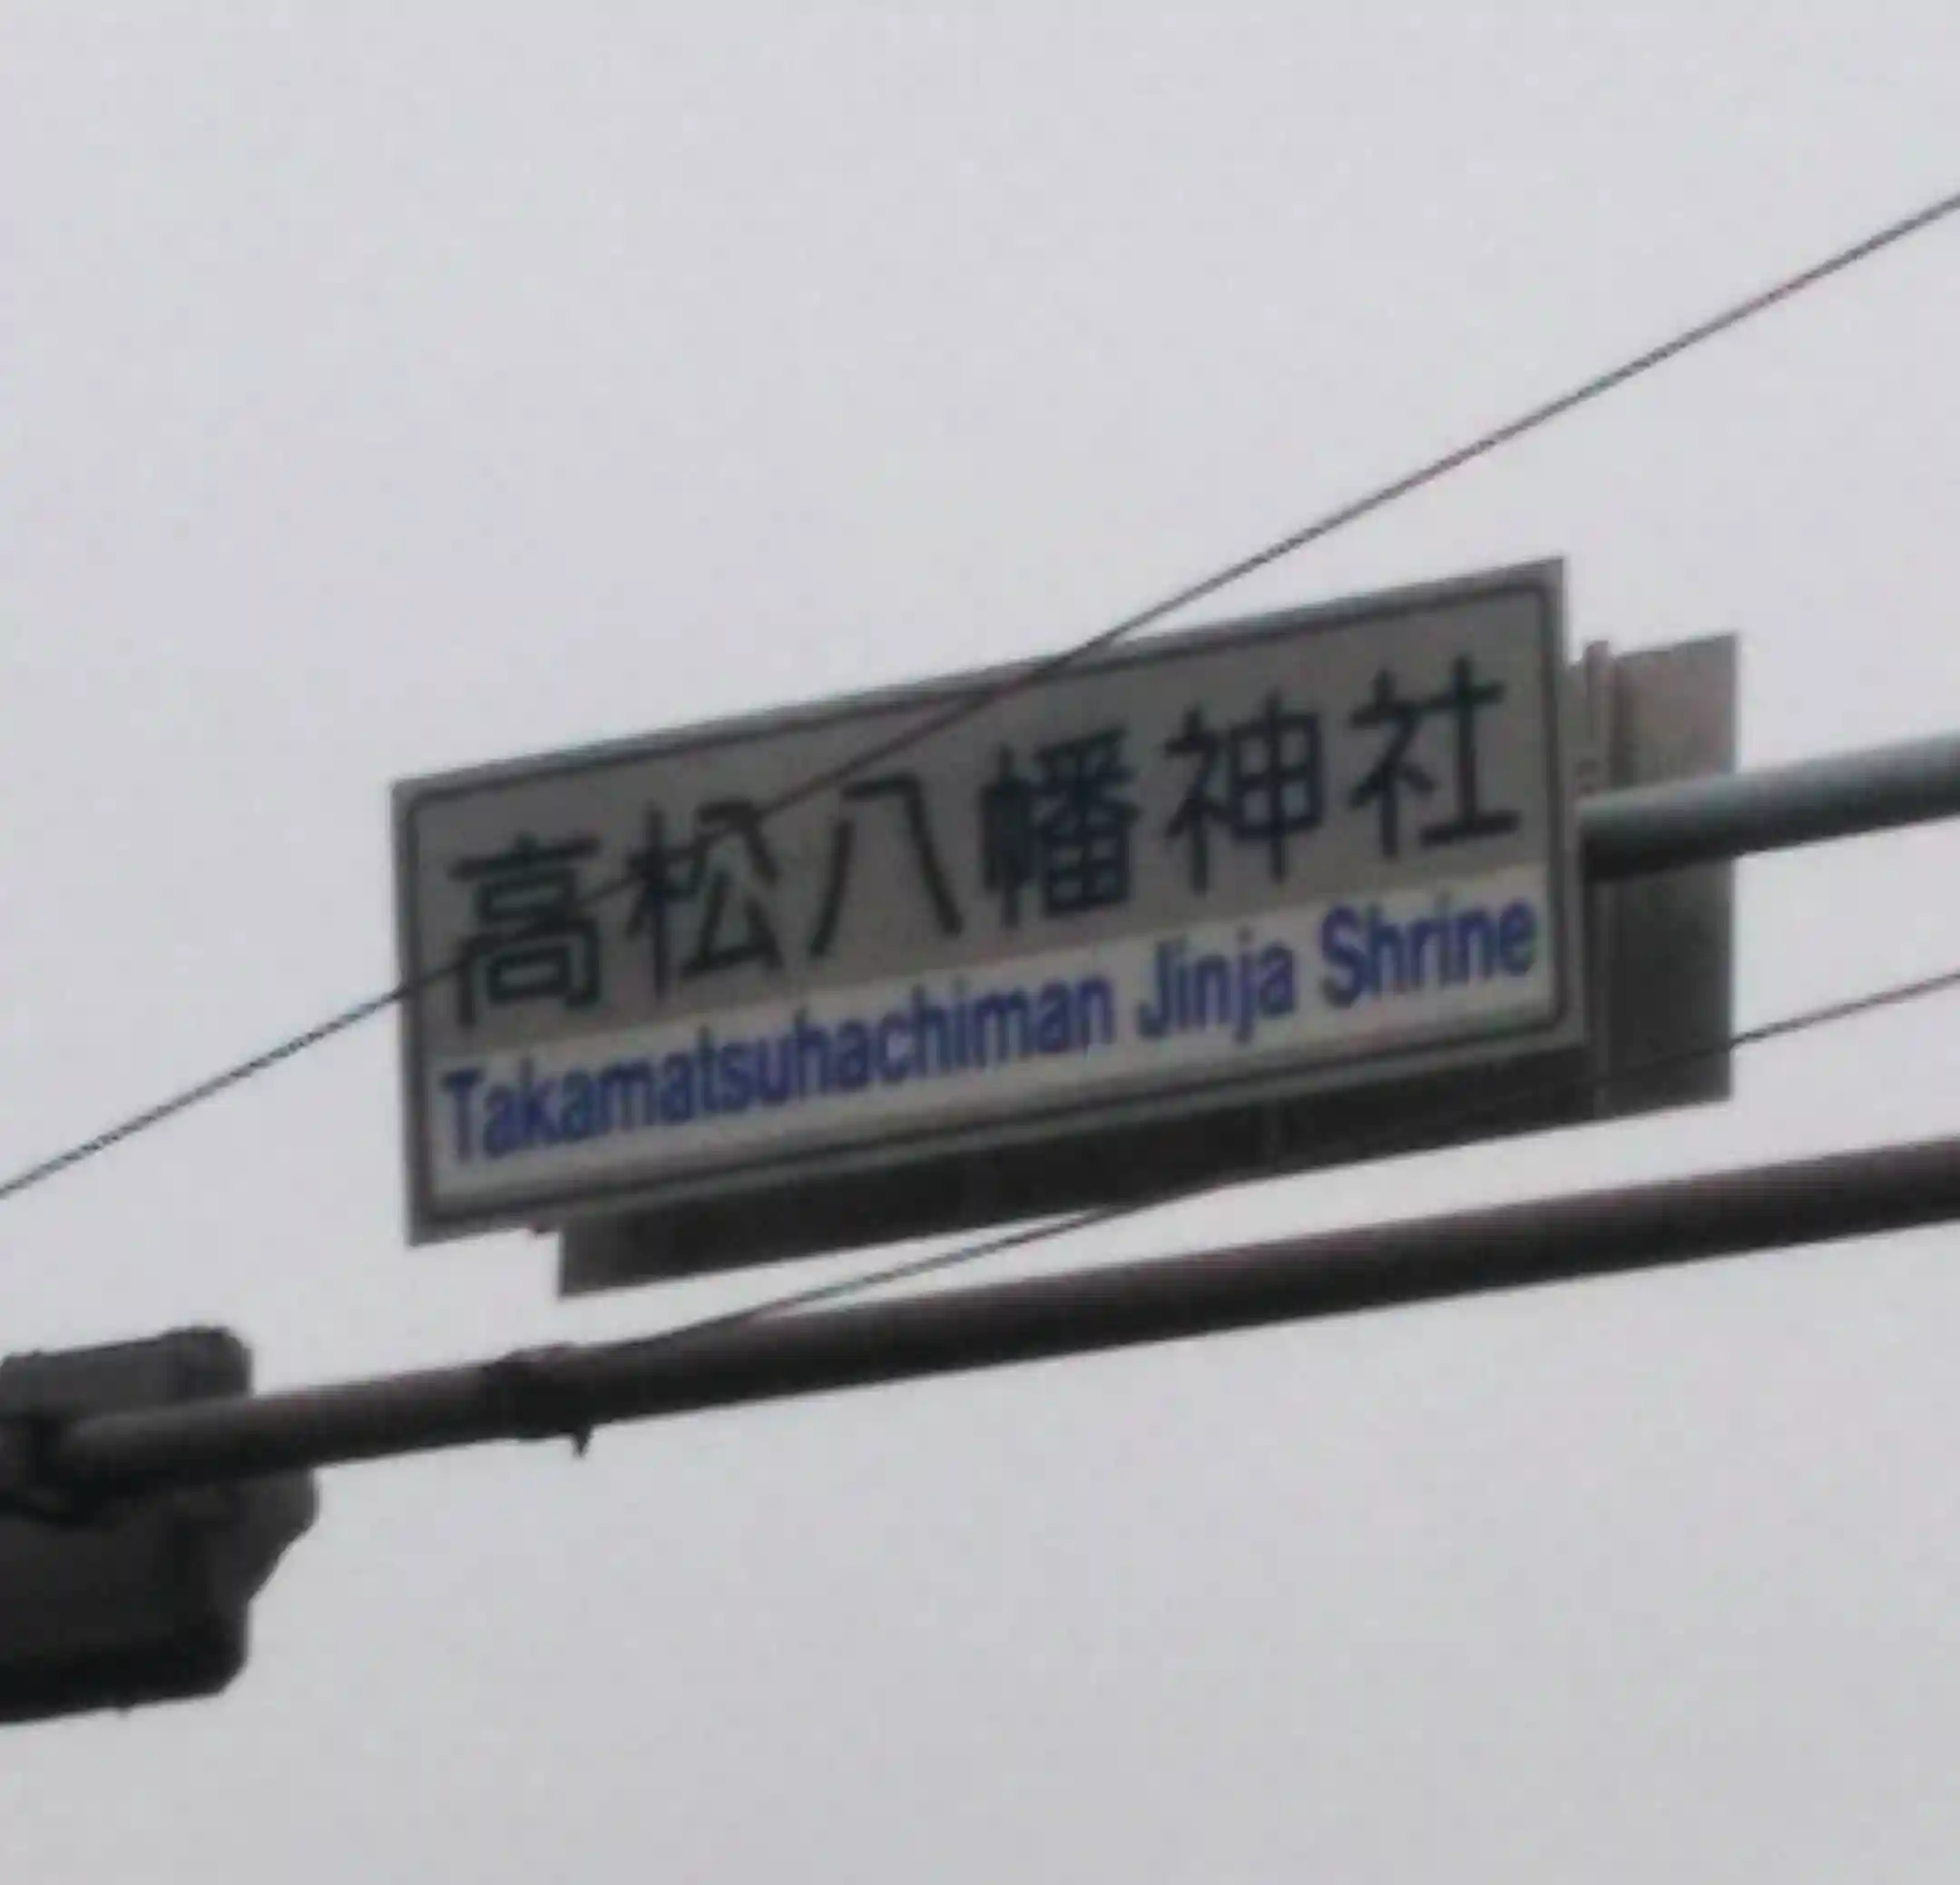 高松八幡神社
Takamatsuhachiman Jinja Shrine